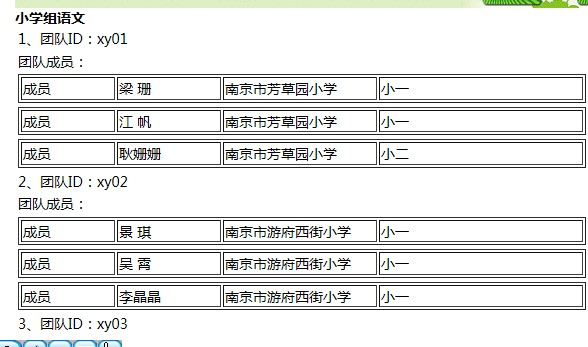 小学组语文
1、团队ID：xy01
团队成员：
成员 梁 珊 南京市芳草园小学 小一
成员 江 帆 南京市芳草园小学 小一
成员 耿姗姗 南京市芳草园小学 小二
2、团队ID：xy02
团队成员：
成员 景 琪 南京市游府西街小学 小一
成员 吴 霄 南京市游府西街小学 小一
成员 李晶晶 南京市游府西街小学 小一
3、团队ID：xy03